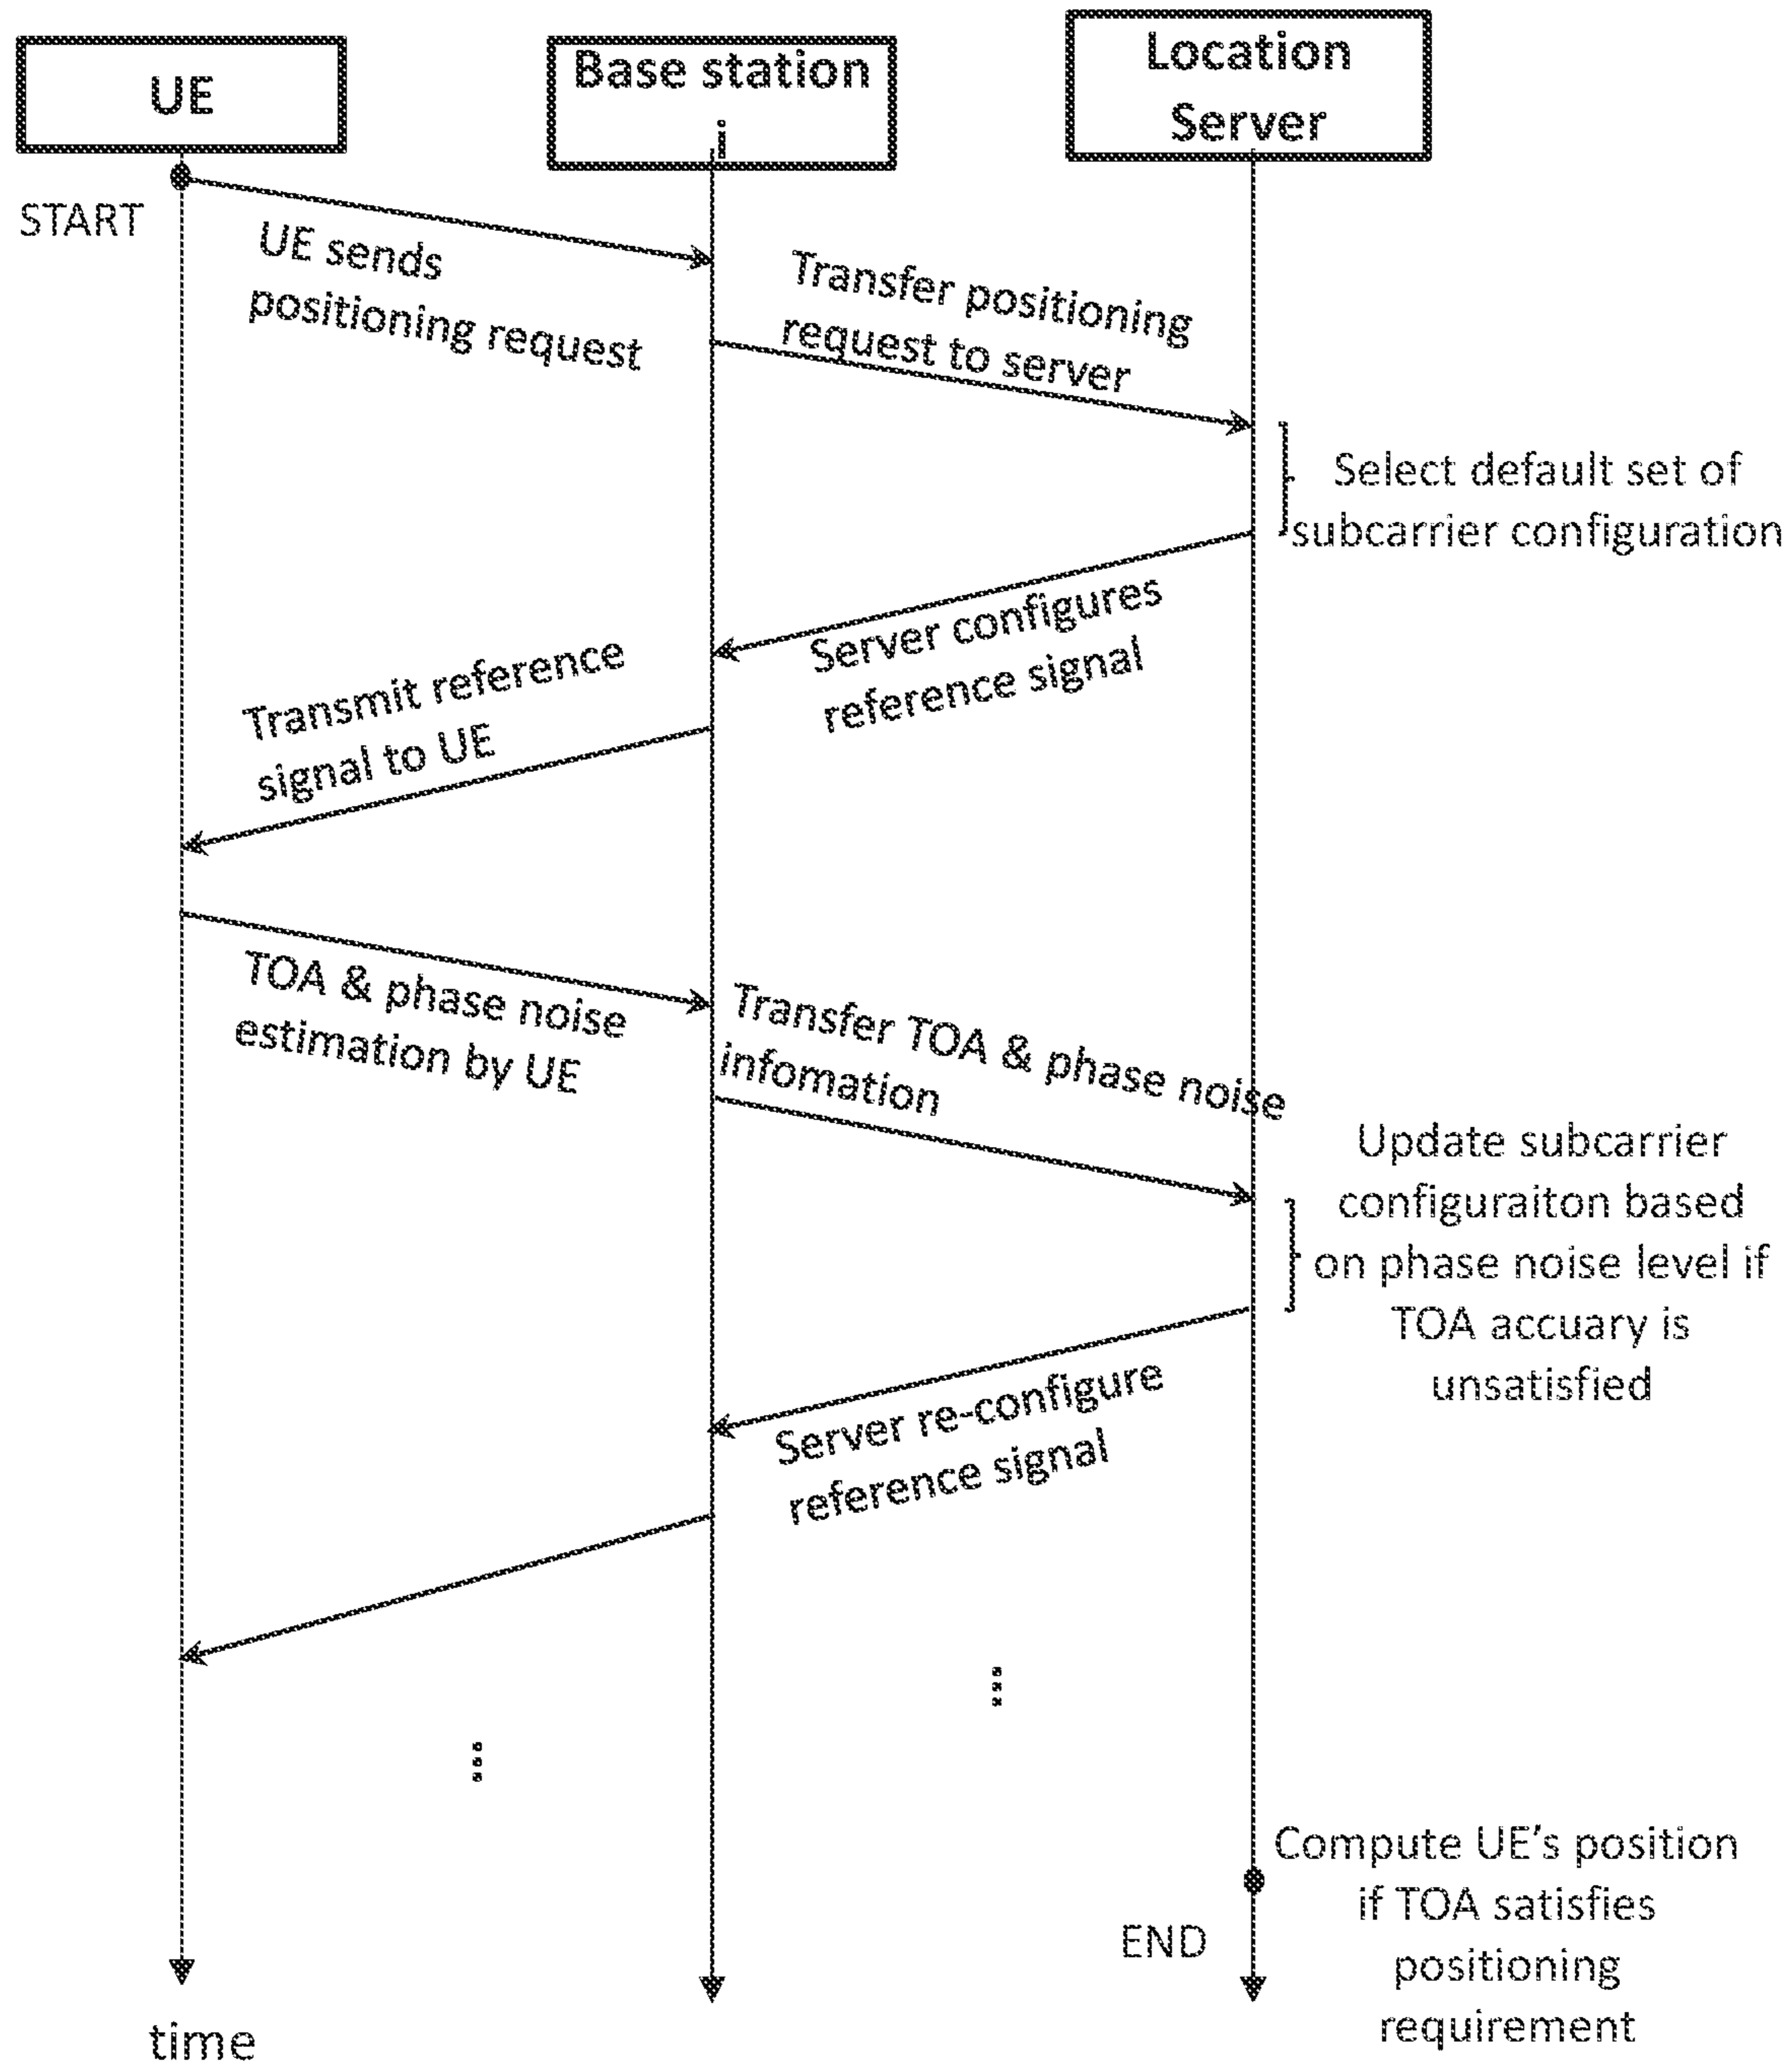 UE
Base station
i
Location
Server
START
UE sends
positioning request
Transfer positioning
request to server
Select default set of
subcarrier configuration
Server configures
reference signal
Transmit reference
signal to UE
TOA & phase noise
estimation by UE
Transfer TOA & phase noise
infomation
Update subcarrier
configuraiton based
on phase noise level if
TOA accuary is
unsatisfied
Server re-configure
reference signal
Compute UE's position
if TOA satisfies
positioning
requirement
END
time